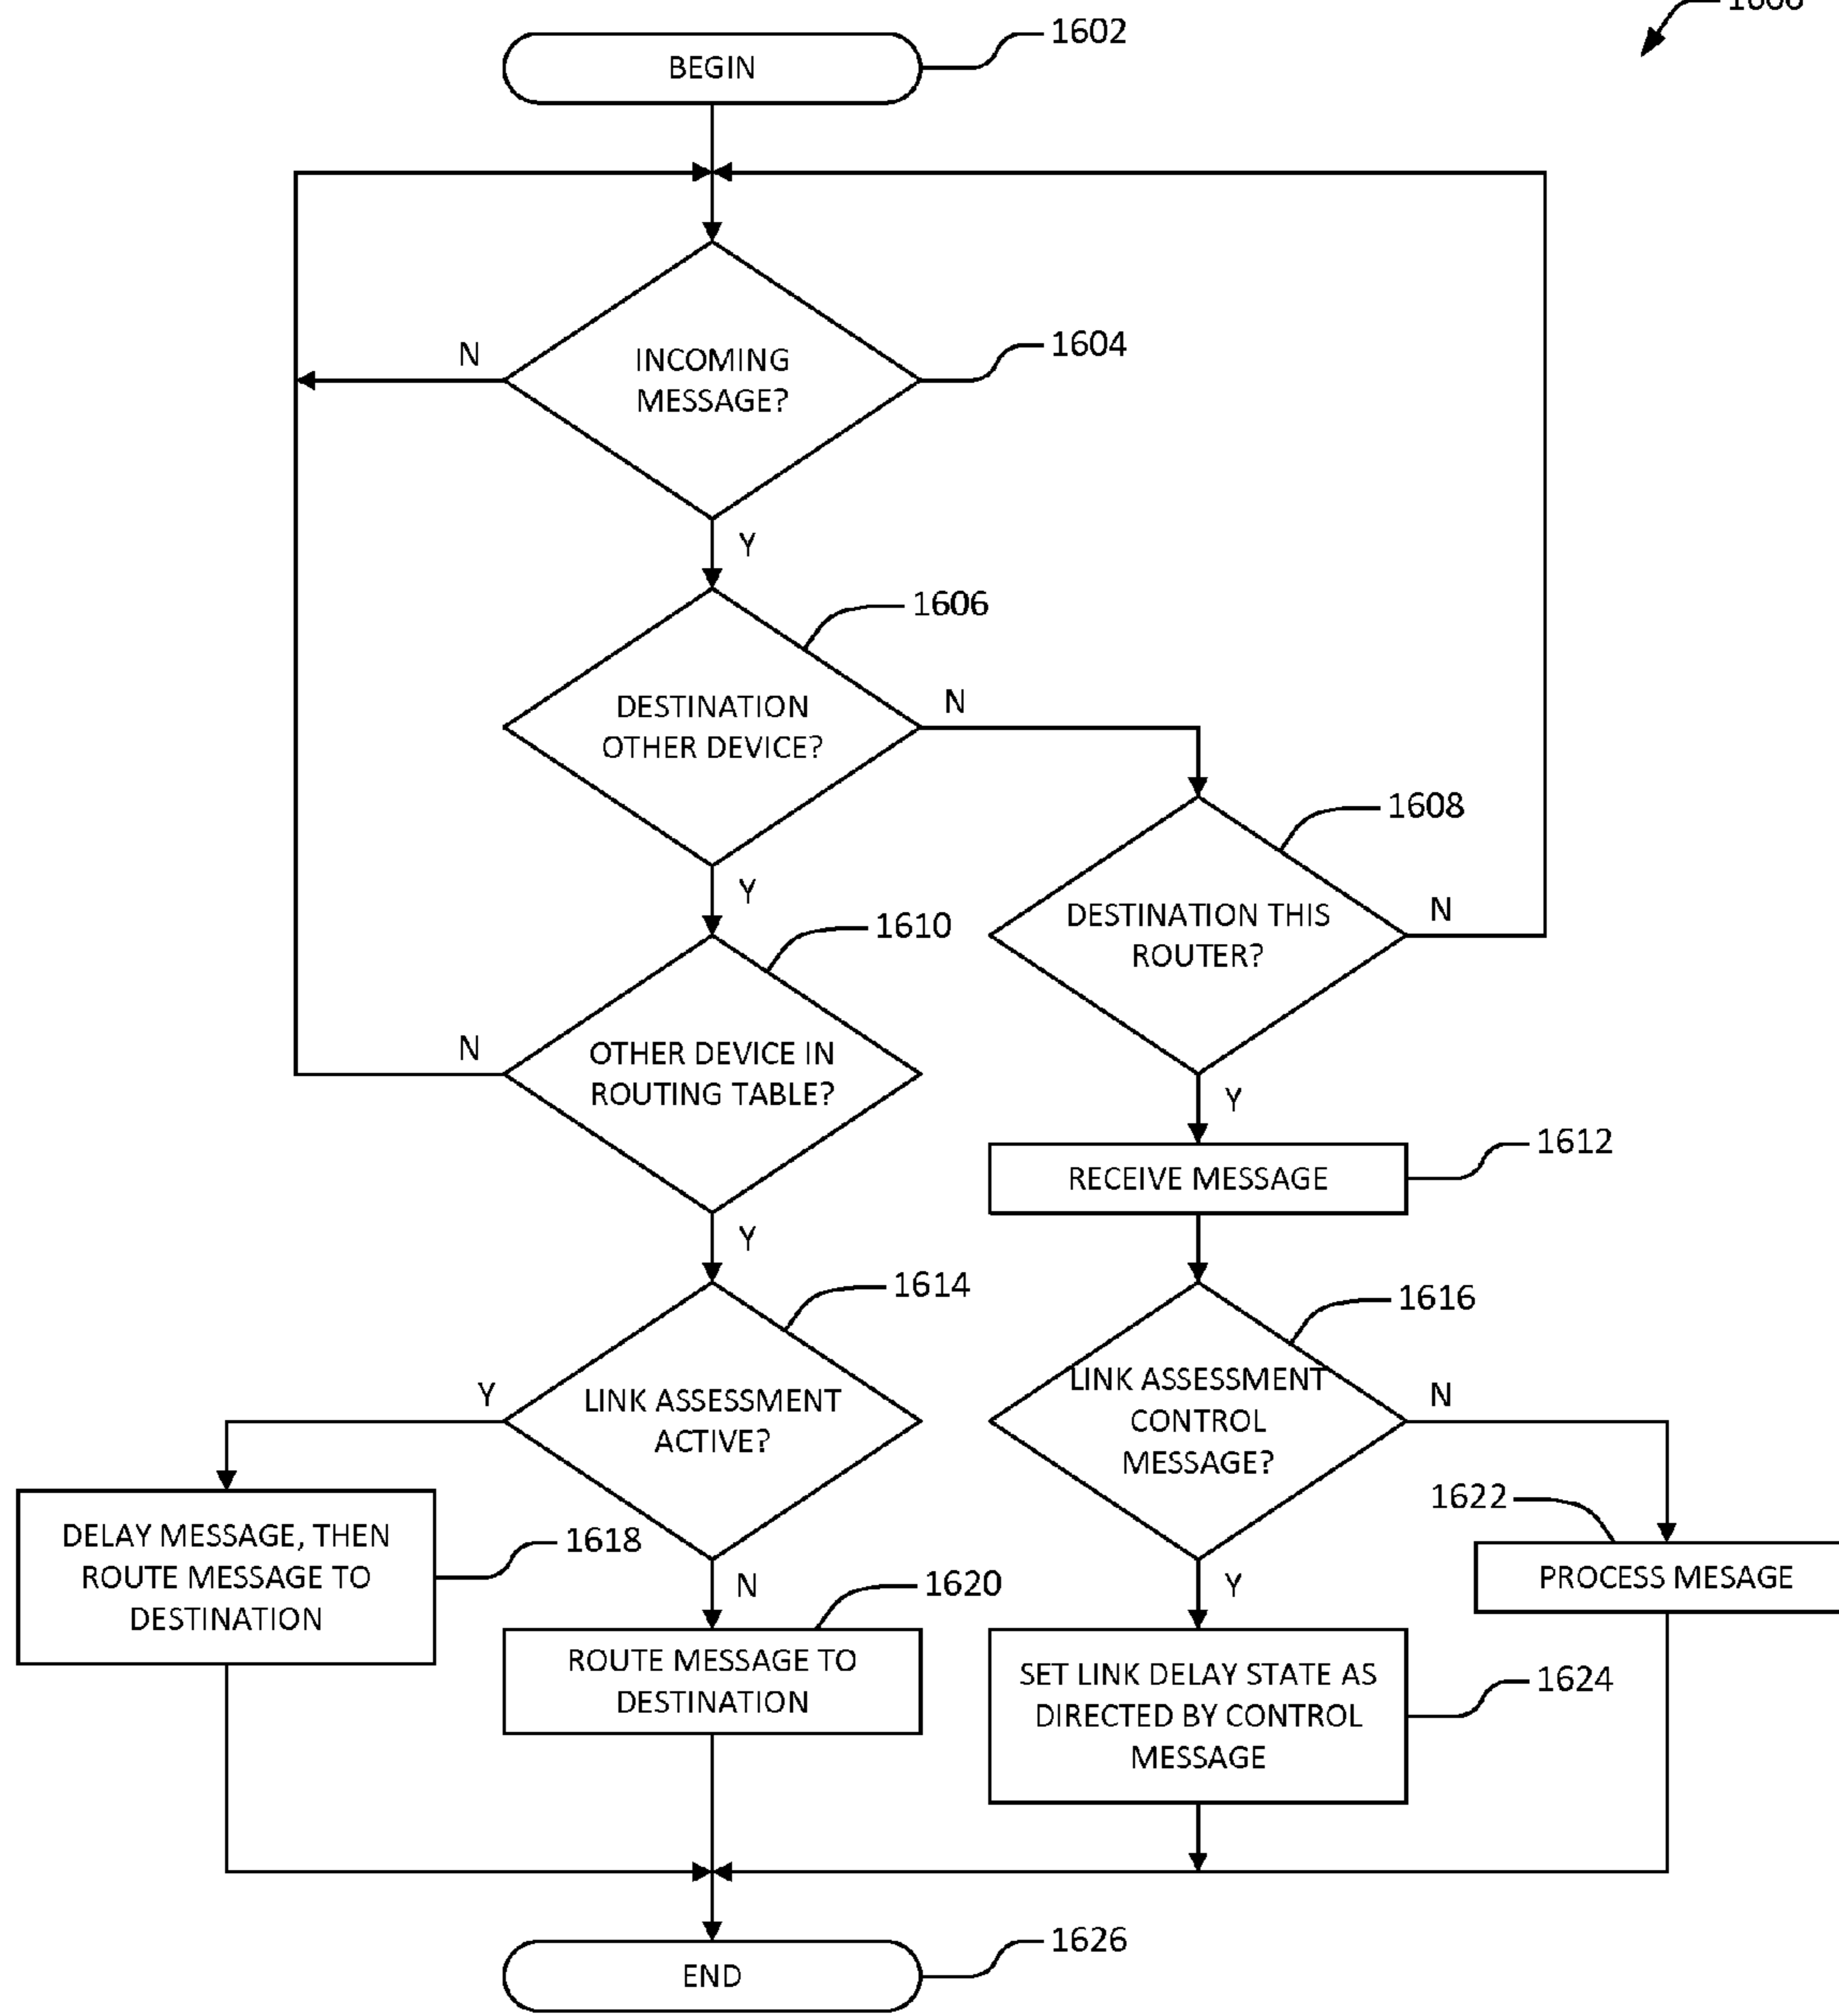 1602
BEGIN
1604
INCOMING
MESSAGE?
N
Y
1606
DESTINATION
OTHER DEVICE?
N
Y
1608
DESTINATION THIS
ROUTER?
N
Y
1610
OTHER DEVICE IN
ROUTING TABLE?
N
Y
1612
RECEIVE MESSAGE
1614
LINK ASSESSMENT
ACTIVE?
Y
N
1616
LINK ASSESSMENT
CONTROL
MESSAGE?
N
Y
1618
DELAY MESSAGE, THEN
ROUTE MESSAGE TO
DESTINATION
1620
ROUTE MESSAGE TO
DESTINATION
1622
PROCESS MESAGE
1624
SET LINK DELAY STATE AS
DIRECTED BY CONTROL
MESSAGE
1626
END